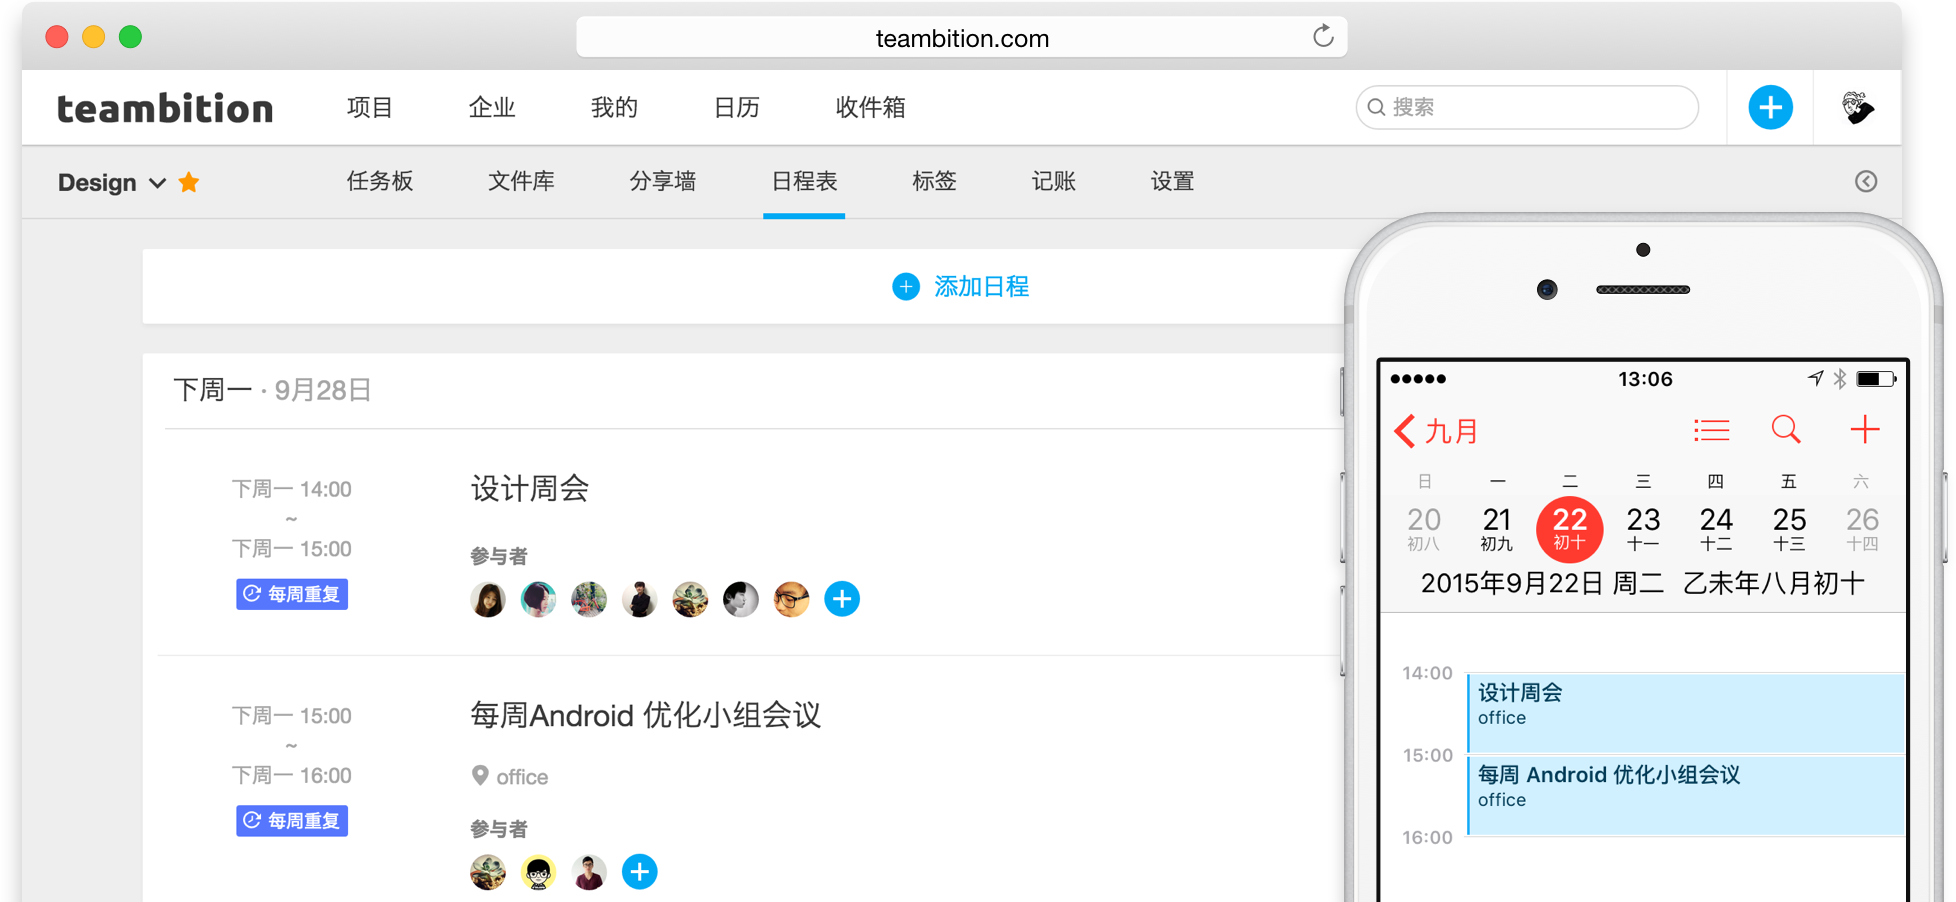 teambition.com
teambition 项目 企业 我的 日历 收件箱 搜索
Design 任务板 文件库 分享墙 日程表 标签 记账 设置
添加日程
下周一 · 9月28日
下周一 14:00
~
下周一 15:00
每周重复
设计周会
参与者
下周一 15:00
~
下周一 16:00
每周重复
每周Android 优化小组会议
office
参与者
13:06
九月
日 一 二 三 四 五 六
20 21 22 23 24 25 26
初八 初九 初十 十一 十二 十三 十四
2015年9月22日 周二 乙未年八月初十
14:00
设计周会
office
15:00
每周 Android 优化小组会议
office
16:00